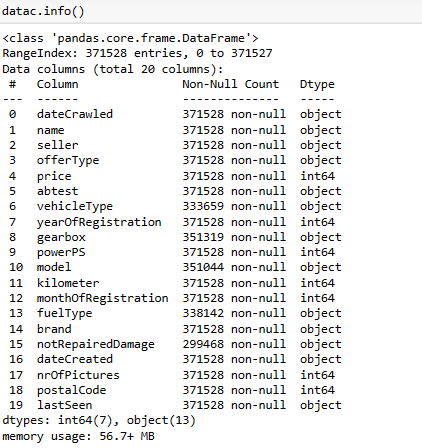 datac.info()
<class 'pandas.core.frame.DataFrame'>
RangeIndex: 371528 entries, 0 to 371527
Data columns (total 20 columns):
 #   Column               Non-Null Count   Dtype
---  ------               --------------   -----
 0   dateCrawled          371528 non-null  object
 1   name                 371528 non-null  object
 2   seller               371528 non-null  object
 3   offerType            371528 non-null  object
 4   price                371528 non-null  int64
 5   abtest               371528 non-null  object
 6   vehicleType          333659 non-null  object
 7   yearOfRegistration   371528 non-null  int64
 8   gearbox              351319 non-null  object
 9   powerPS              371528 non-null  int64
 10  model                351044 non-null  object
 11  kilometer            371528 non-null  int64
 12  monthOfRegistration  371528 non-null  int64
 13  fuelType             338142 non-null  object
 14  brand                371528 non-null  object
 15  notRepairedDamage    299468 non-null  object
 16  dateCreated          371528 non-null  object
 17  nrOfPictures         371528 non-null  int64
 18  postalCode           371528 non-null  int64
 19  lastSeen             371528 non-null  object
dtypes: int64(7), object(13)
memory usage: 56.7+ MB